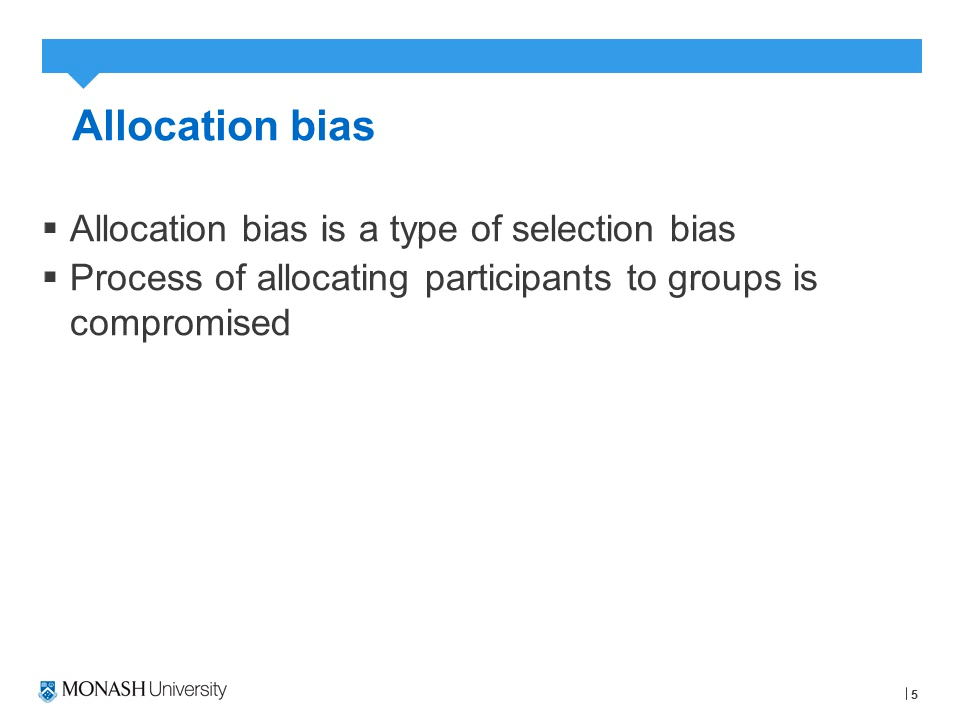 Allocation bias
▪ Allocation bias is a type of selection bias
▪ Process of allocating participants to groups is
compromised
MONASH University
| 5